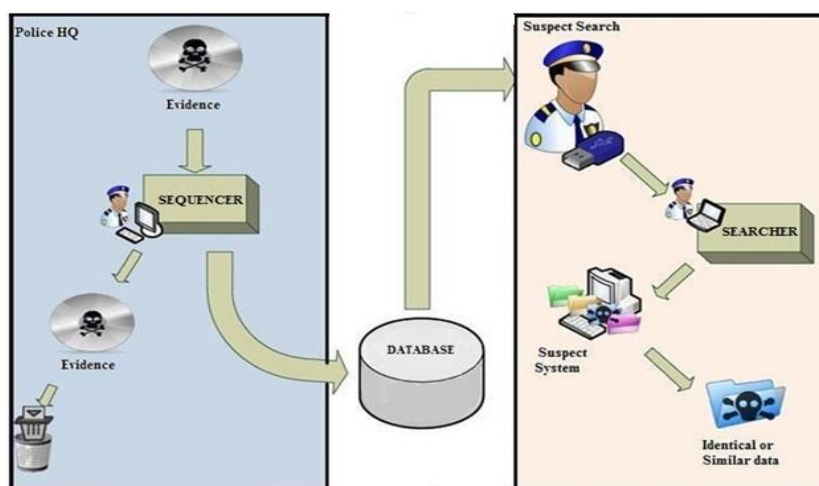 Police HQ
Evidence
SEQUENCER
Evidence
DATABASE
Suspect Search
SEARCHER
Suspect
System
Identical or
Similar data